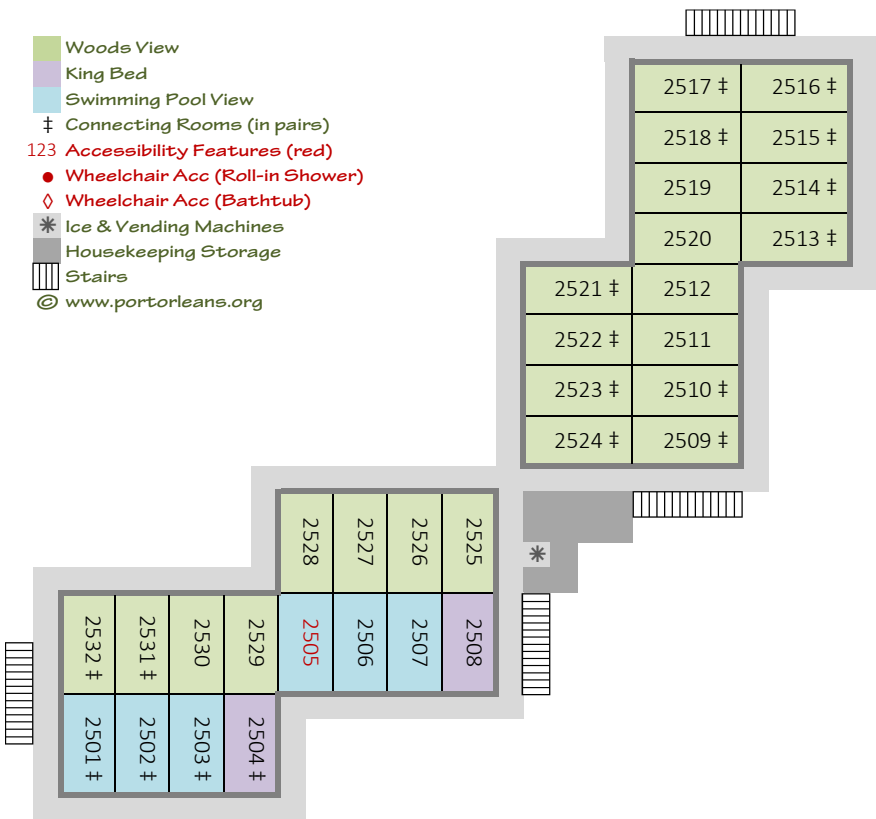 Woods View
King Bed
Swimming Pool View
‡ Connecting Rooms (in pairs)
123 Accessibility Features (red)
● Wheelchair Acc (Roll-in Shower)
◊ Wheelchair Acc (Bathtub)
✳ Ice & Vending Machines
Housekeeping Storage
Stairs
© www.portorleans.org
2517 ‡ 2516 ‡
2518 ‡ 2515 ‡
2519 2514 ‡
2520 2513 ‡
2521 ‡ 2512
2522 ‡ 2511
2523 ‡ 2510 ‡
2524 ‡ 2509 ‡
2528 2527 2526 2525
2505 2506 2507 2508
2532 ‡ 2531 ‡ 2530 2529
2501 ‡ 2502 ‡ 2503 ‡ 2504 ‡